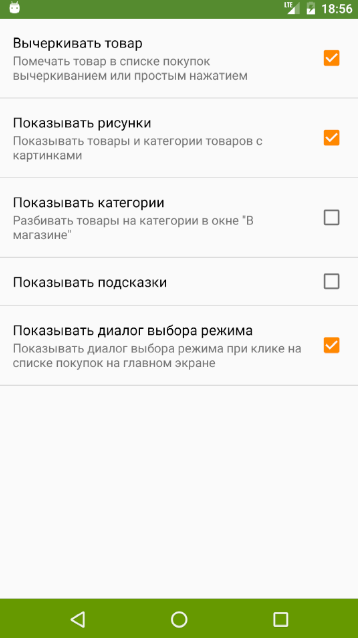 LTE 18:56
Вычеркивать товар
Помечать товар в списке покупок
вычеркиванием или простым нажатием
Показывать рисунки
Показывать товары и категории товаров с
картинками
Показывать категории
Разбивать товары на категории в окне "В
магазине"
Показывать подсказки
Показывать диалог выбора режима
Показывать диалог выбора режима при клике на
списке покупок на главном экране